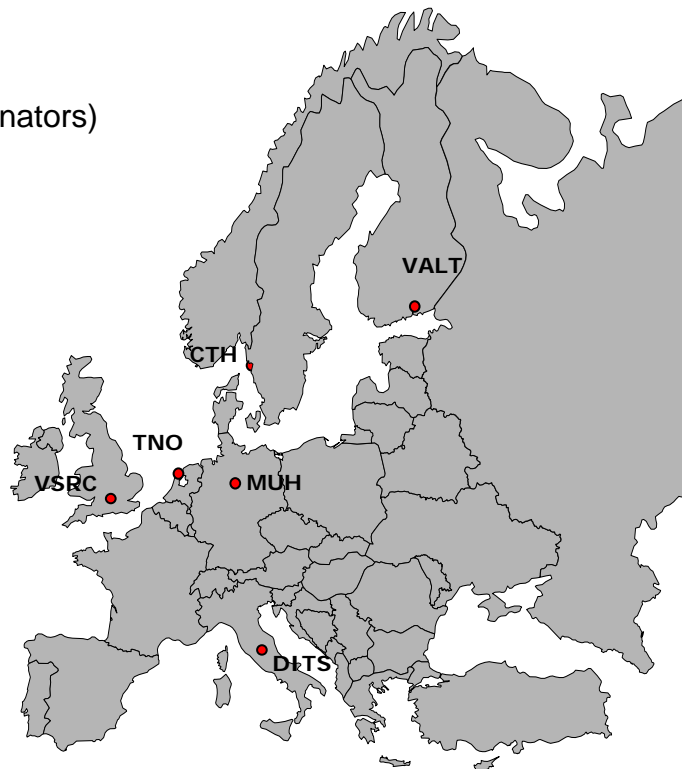 nators)
VALT
CTH
TNO
VSRC
MUH
DITS